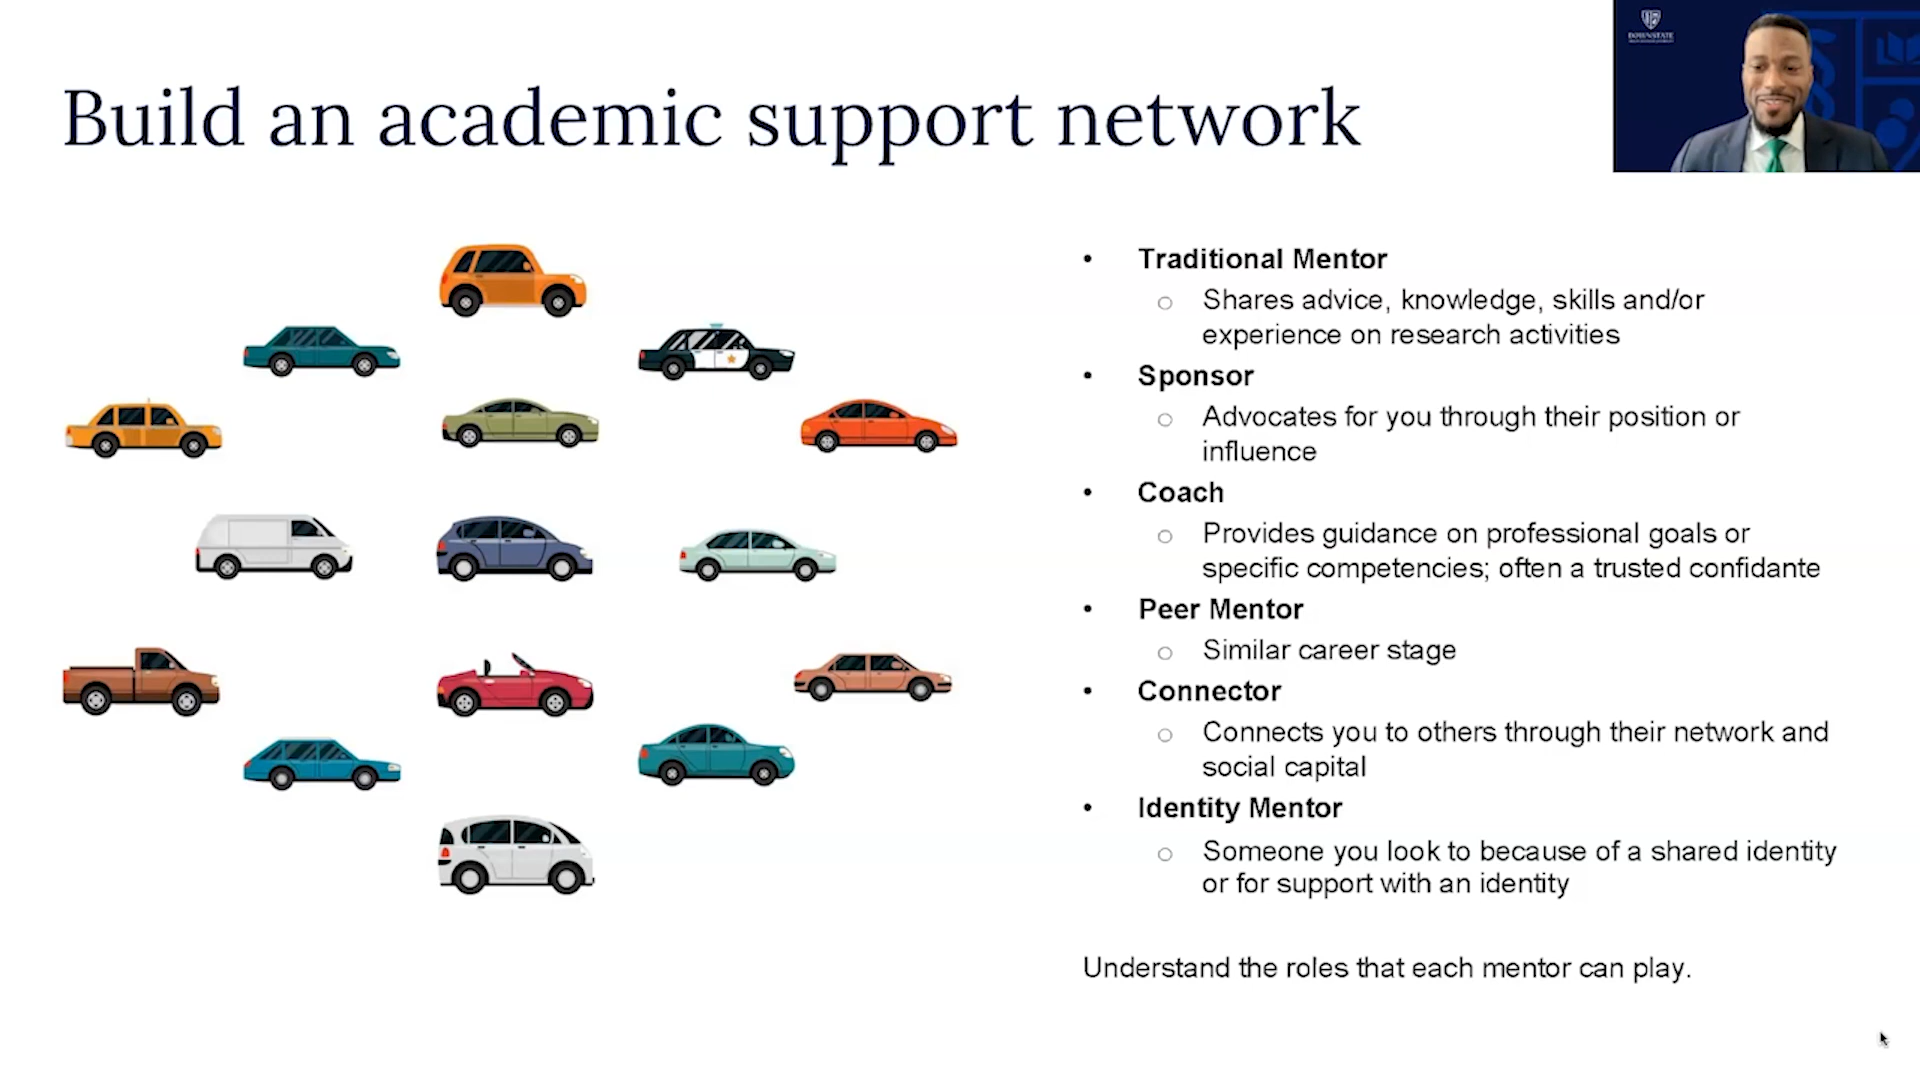 DOWNSTATE
Build an academic support network
• Traditional Mentor
○ Shares advice, knowledge, skills and/or
experience on research activities
• Sponsor
○ Advocates for you through their position or
influence
• Coach
○ Provides guidance on professional goals or
specific competencies; often a trusted confidante
• Peer Mentor
○ Similar career stage
• Connector
○ Connects you to others through their network and
social capital
• Identity Mentor
○ Someone you look to because of a shared identity
or for support with an identity
Understand the roles that each mentor can play.